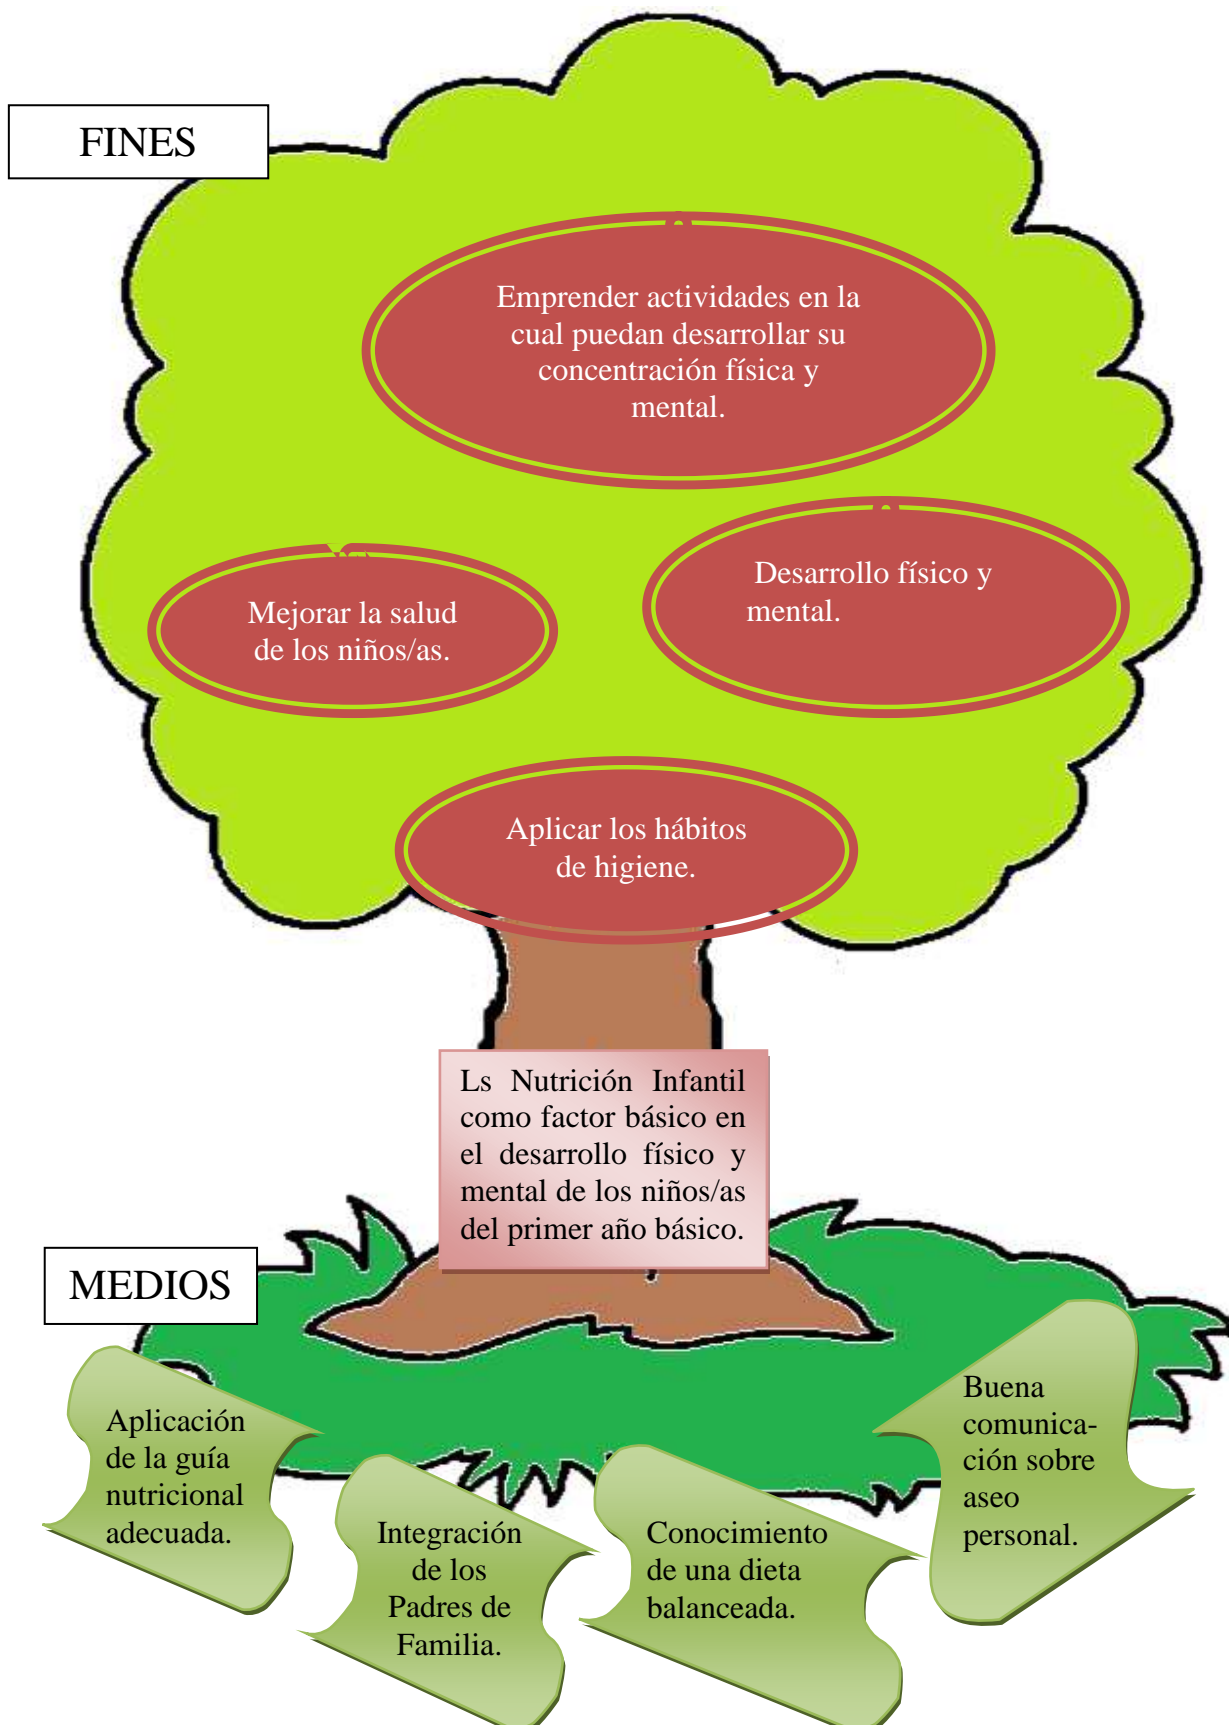 FINES
Emprender actividades en la
cual puedan desarrollar su
concentración física y
mental.
Desarrollo físico y
mental.
Mejorar la salud
de los niños/as.
Aplicar los hábitos
de higiene.
Ls Nutrición Infantil
como factor básico en
el desarrollo físico y
mental de los niños/as
del primer año básico.
MEDIOS
Aplicación
de la guía
nutricional
adecuada.
Integración
de los
Padres de
Familia.
Conocimiento
de una dieta
balanceada.
Buena
comunica-
ción sobre
aseo
personal.